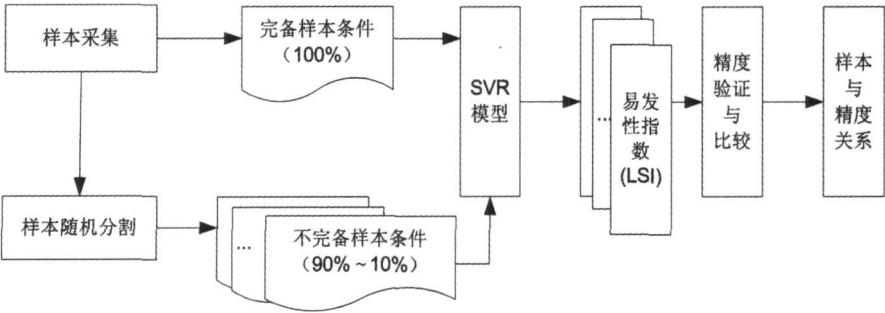 样本采集
完备样本条件
（100%）
SVR
模型
...
易发
性指
数
(LSI)
精度
验证
与
比较
样本
与
精度
关系
样本随机分割
...
不完备样本条件
（90%~10%）